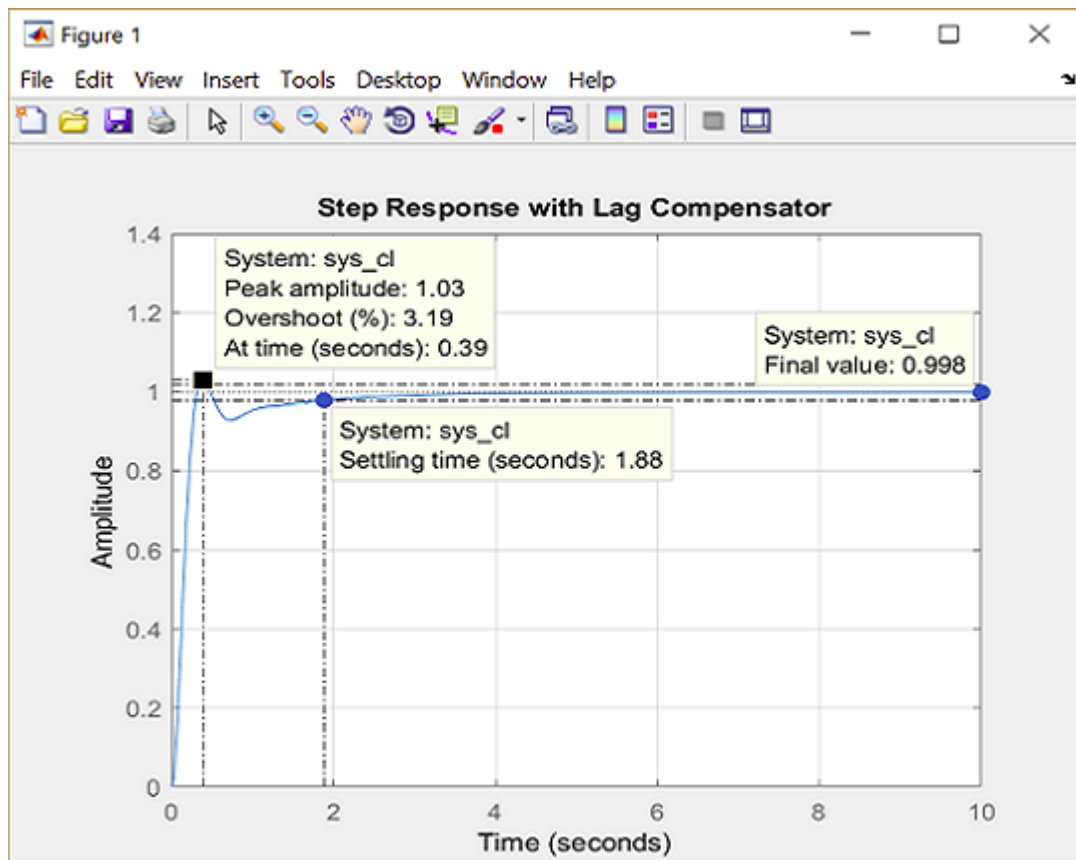 Figure 1
File Edit View Insert Tools Desktop Window Help
Step Response with Lag Compensator
1.4
1.2
1
0.8
0.6
0.4
0.2
0
Amplitude
System: sys_cl
Peak amplitude: 1.03
Overshoot (%): 3.19
At time (seconds): 0.39
System: sys_cl
Final value: 0.998
System: sys_cl
Settling time (seconds): 1.88
0 2 4 6 8 10
Time (seconds)